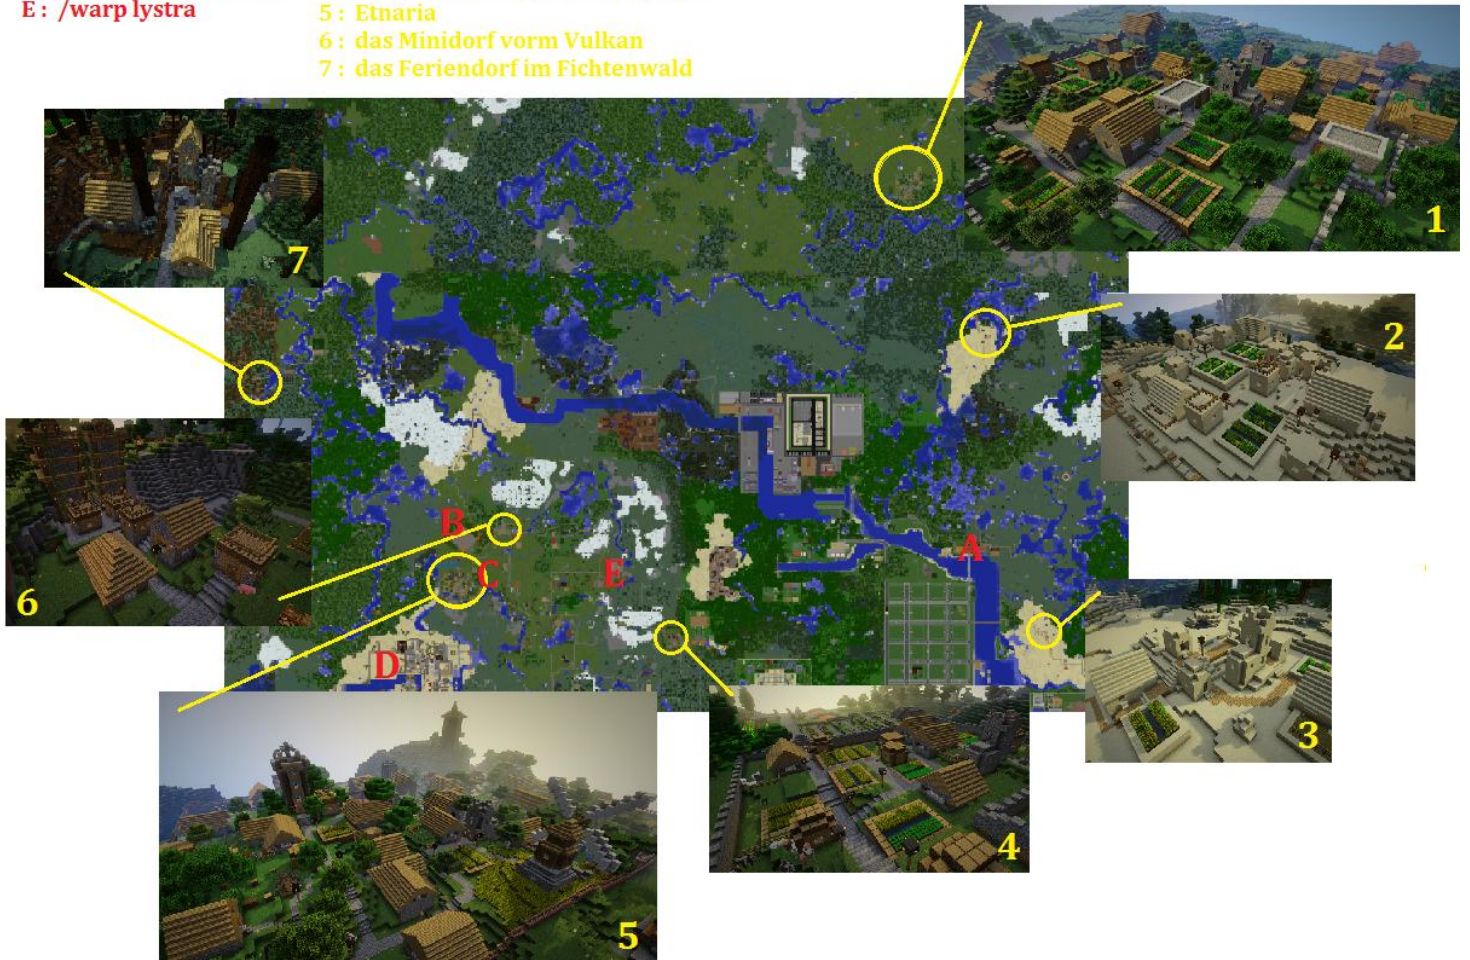 E : /warp lystra
5 : Etnaria
6 : das Minidorf vorm Vulkan
7 : das Feriendorf im Fichtenwald
7
1
2
6
B
C
E
A
D
3
4
5